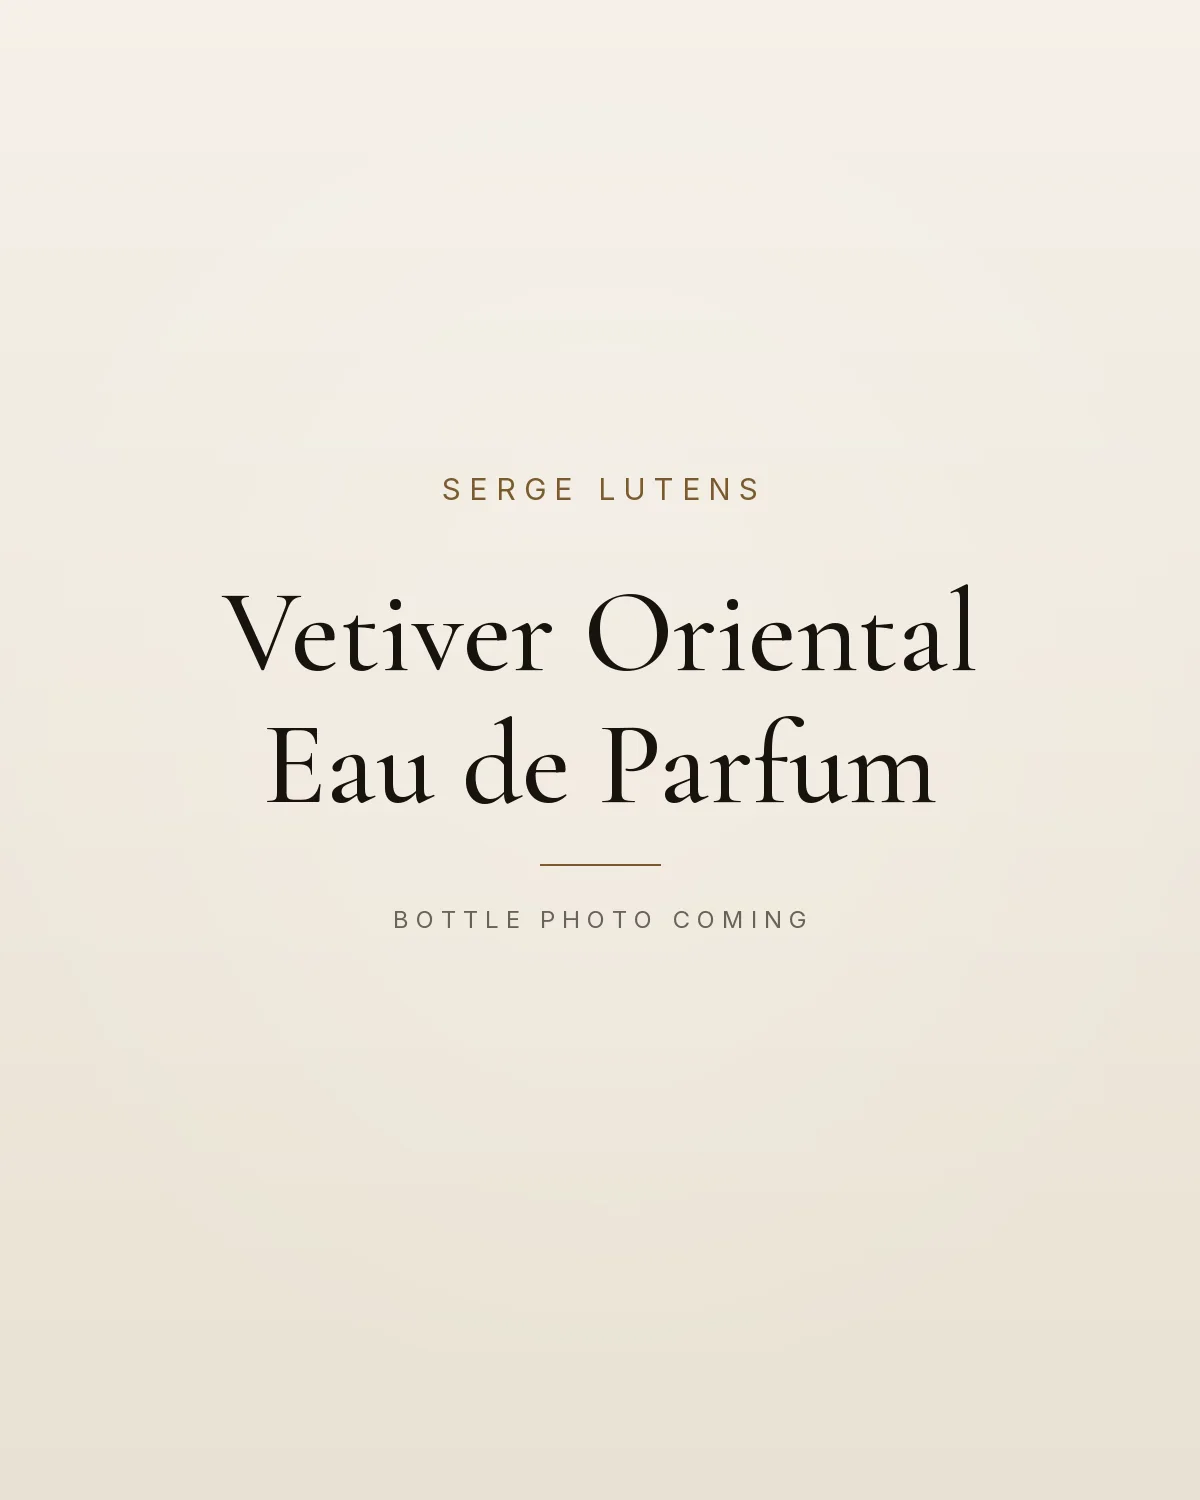 SERGE LUTENS
Vetiver Oriental
Eau de Parfum
BOTTLE PHOTO COMING